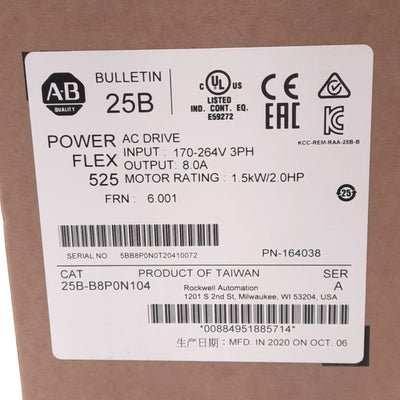 A-B
QUALITY
BULLETIN
25B
C UL US
LISTED
IND. CONT. EQ.
E59272
CE
EAC
KCC-REM-RAA-25B-B
POWER FLEX 525
AC DRIVE
INPUT : 170-264V 3PH
OUTPUT : 8.0A
MOTOR RATING : 1.5kW/2.0HP
FRN : 6.001
25
SERIAL NO. 5BB8P0N0T20410072
PN-164038
CAT
25B-B8P0N104
PRODUCT OF TAIWAN
Rockwell Automation
1201 S 2nd St, Milwaukee, WI 53204, USA
SER
A
*00884951885714*
生产日期 : MFD. IN 2020 ON OCT. 06